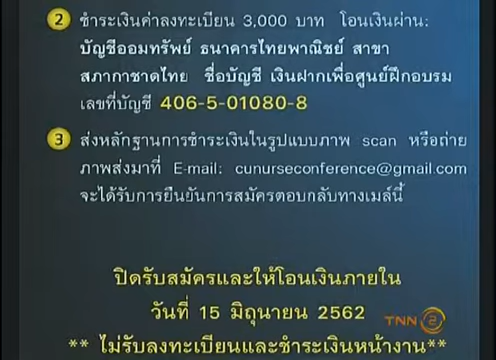 2 ชำระเงินค่าลงทะเบียน 3,000 บาท โอนเงินผ่าน:
บัญชีออมทรัพย์ ธนาคารไทยพาณิชย์ สาขา
สภากาชาดไทย ชื่อบัญชี เงินฝากเพื่อศูนย์ฝึกอบรม
เลขที่บัญชี 406-5-01080-8
3 ส่งหลักฐานการชำระเงินในรูปแบบภาพ scan หรือถ่าย
ภาพส่งมาที่ E-mail: cunurseconference@gmail.com
จะได้รับการยืนยันการสมัครตอบกลับทางเมล์นี้
ปิดรับสมัครและให้โอนเงินภายใน
วันที่ 15 มิถุนายน 2562
TNN 2
** ไม่รับลงทะเบียนและชำระเงินหน้างาน**